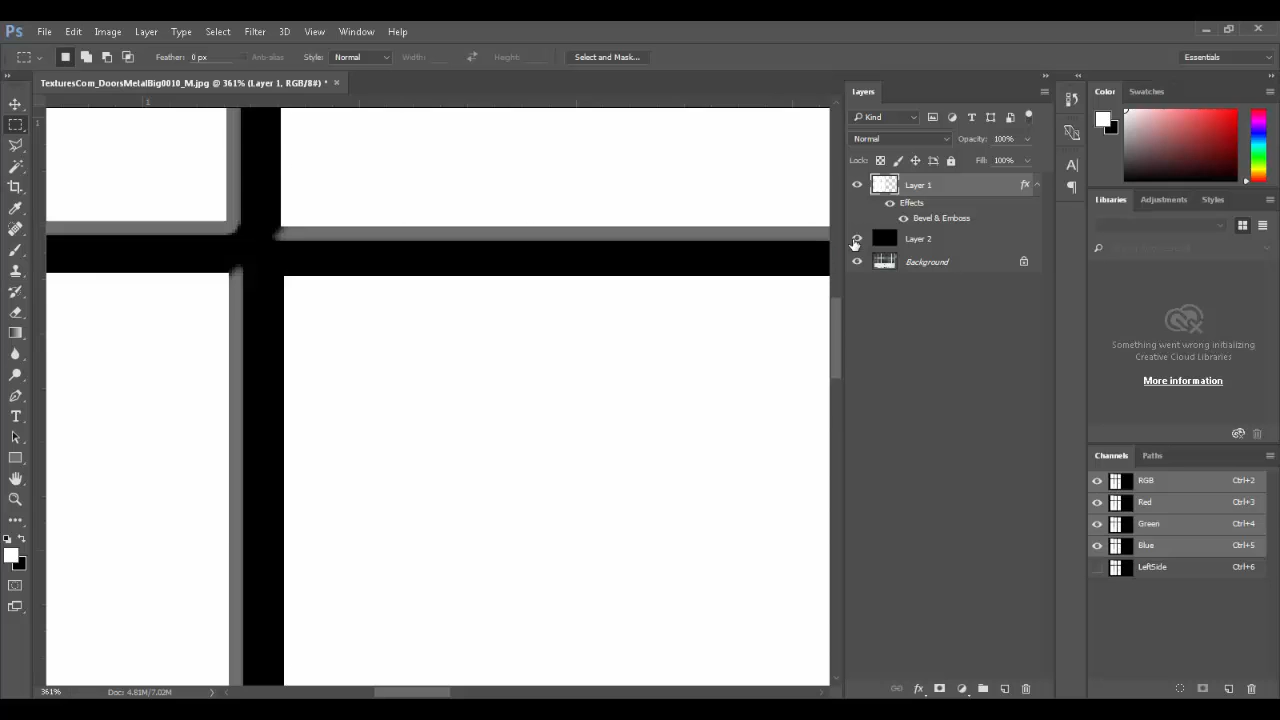 Ps File Edit Image Layer Type Select Filter 3D View Window Help
Feather: 0 px Anti-alias Style: Normal Width: Height: Select and Mask... Essentials
TexturesCom_DoorsMetalBig0010_M.jpg @ 361% (Layer 1, RGB/8#) *
Layers
Kind
Normal Opacity: 100%
Lock: Fill: 100%
Layer 1 fx
Effects
Bevel & Emboss
Layer 2
Background
Color Swatches
Libraries Adjustments Styles
Something went wrong initializing
Creative Cloud Libraries
More information
Channels Paths
RGB Ctrl+2
Red Ctrl+3
Green Ctrl+4
Blue Ctrl+5
LeftSide Ctrl+6
361% Doc: 4.81M/7.02M